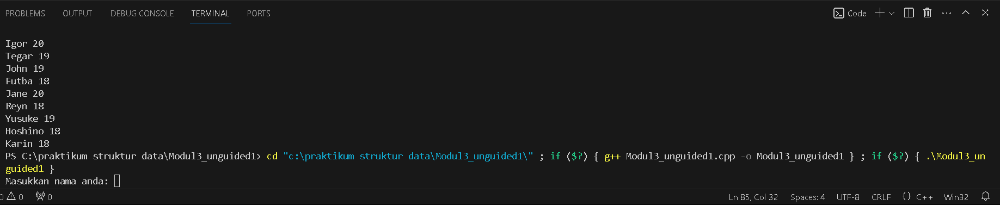 PROBLEMS OUTPUT DEBUG CONSOLE TERMINAL PORTS Code
Igor 20
Tegar 19
John 19
Futba 18
Jane 20
Reyn 18
Yusuke 19
Hoshino 18
Karin 18
PS C:\praktikum struktur data\Modul3_unguided1> cd "c:\praktikum struktur data\Modul3_unguided1\" ; if ($?) { g++ Modul3_unguided1.cpp -o Modul3_unguided1 } ; if ($?) { .\Modul3_un
guided1 }
Masukkan nama anda:
0 0 0 Ln 85, Col 32 Spaces: 4 UTF-8 CRLF {} C++ Win32